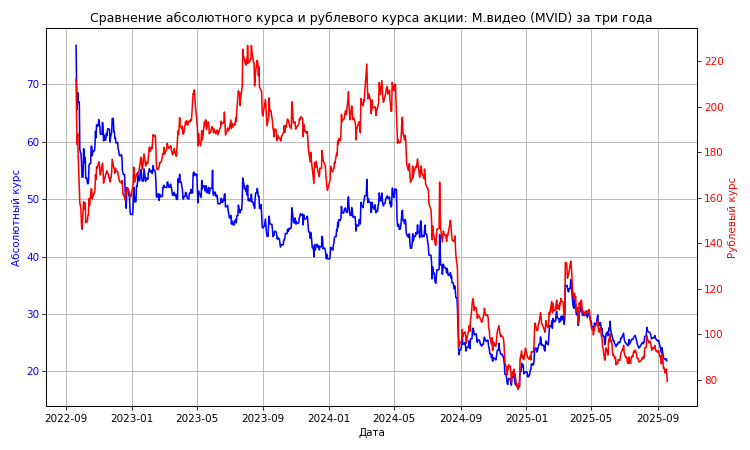 Сравнение абсолютного курса и рублевого курса акции: М.видео (MVID) за три года
Абсолютный курс
70
60
50
40
30
20
220
200
180
160
140
120
100
80
Рублевый курс
2022-09 2023-01 2023-05 2023-09 2024-01 2024-05 2024-09 2025-01 2025-05 2025-09
Дата